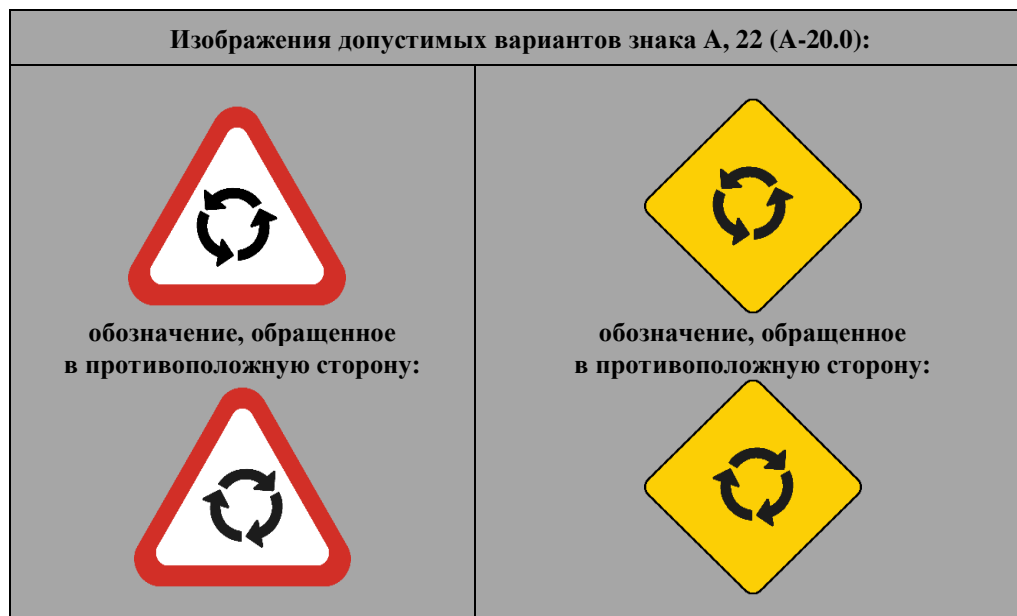 Изображения допустимых вариантов знака А, 22 (А-20.0):
обозначение, обращенное
в противоположную сторону:
обозначение, обращенное
в противоположную сторону: